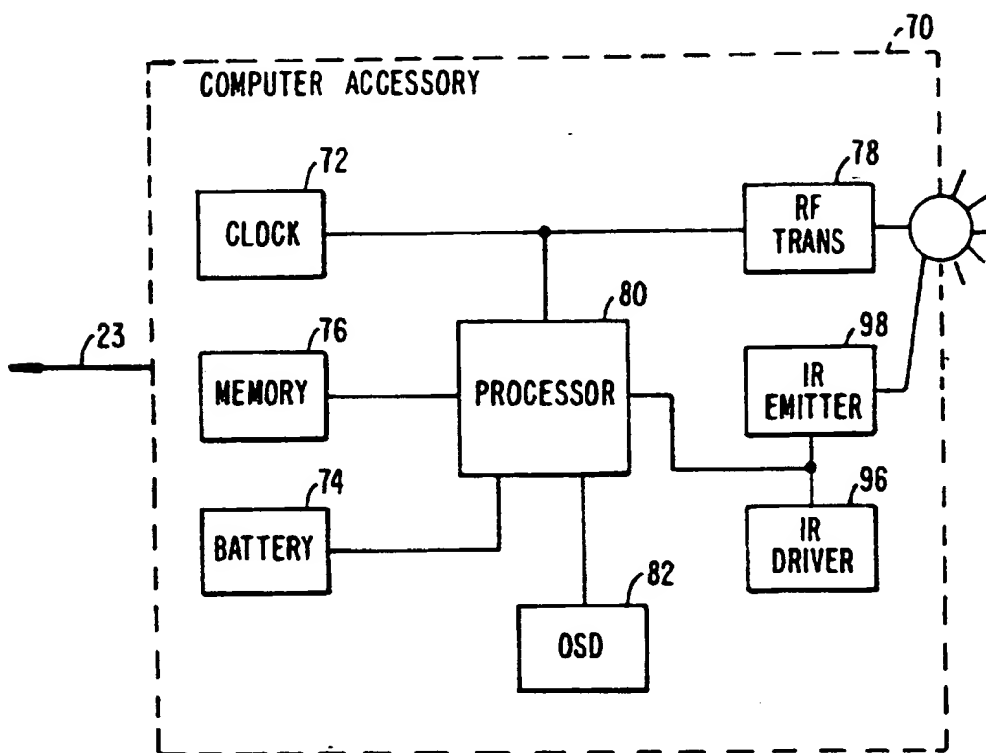 70
COMPUTER ACCESSORY
72
CLOCK
78
RF
TRANS
23
76
MEMORY
80
PROCESSOR
98
IR
EMITTER
74
BATTERY
96
IR
DRIVER
82
OSD